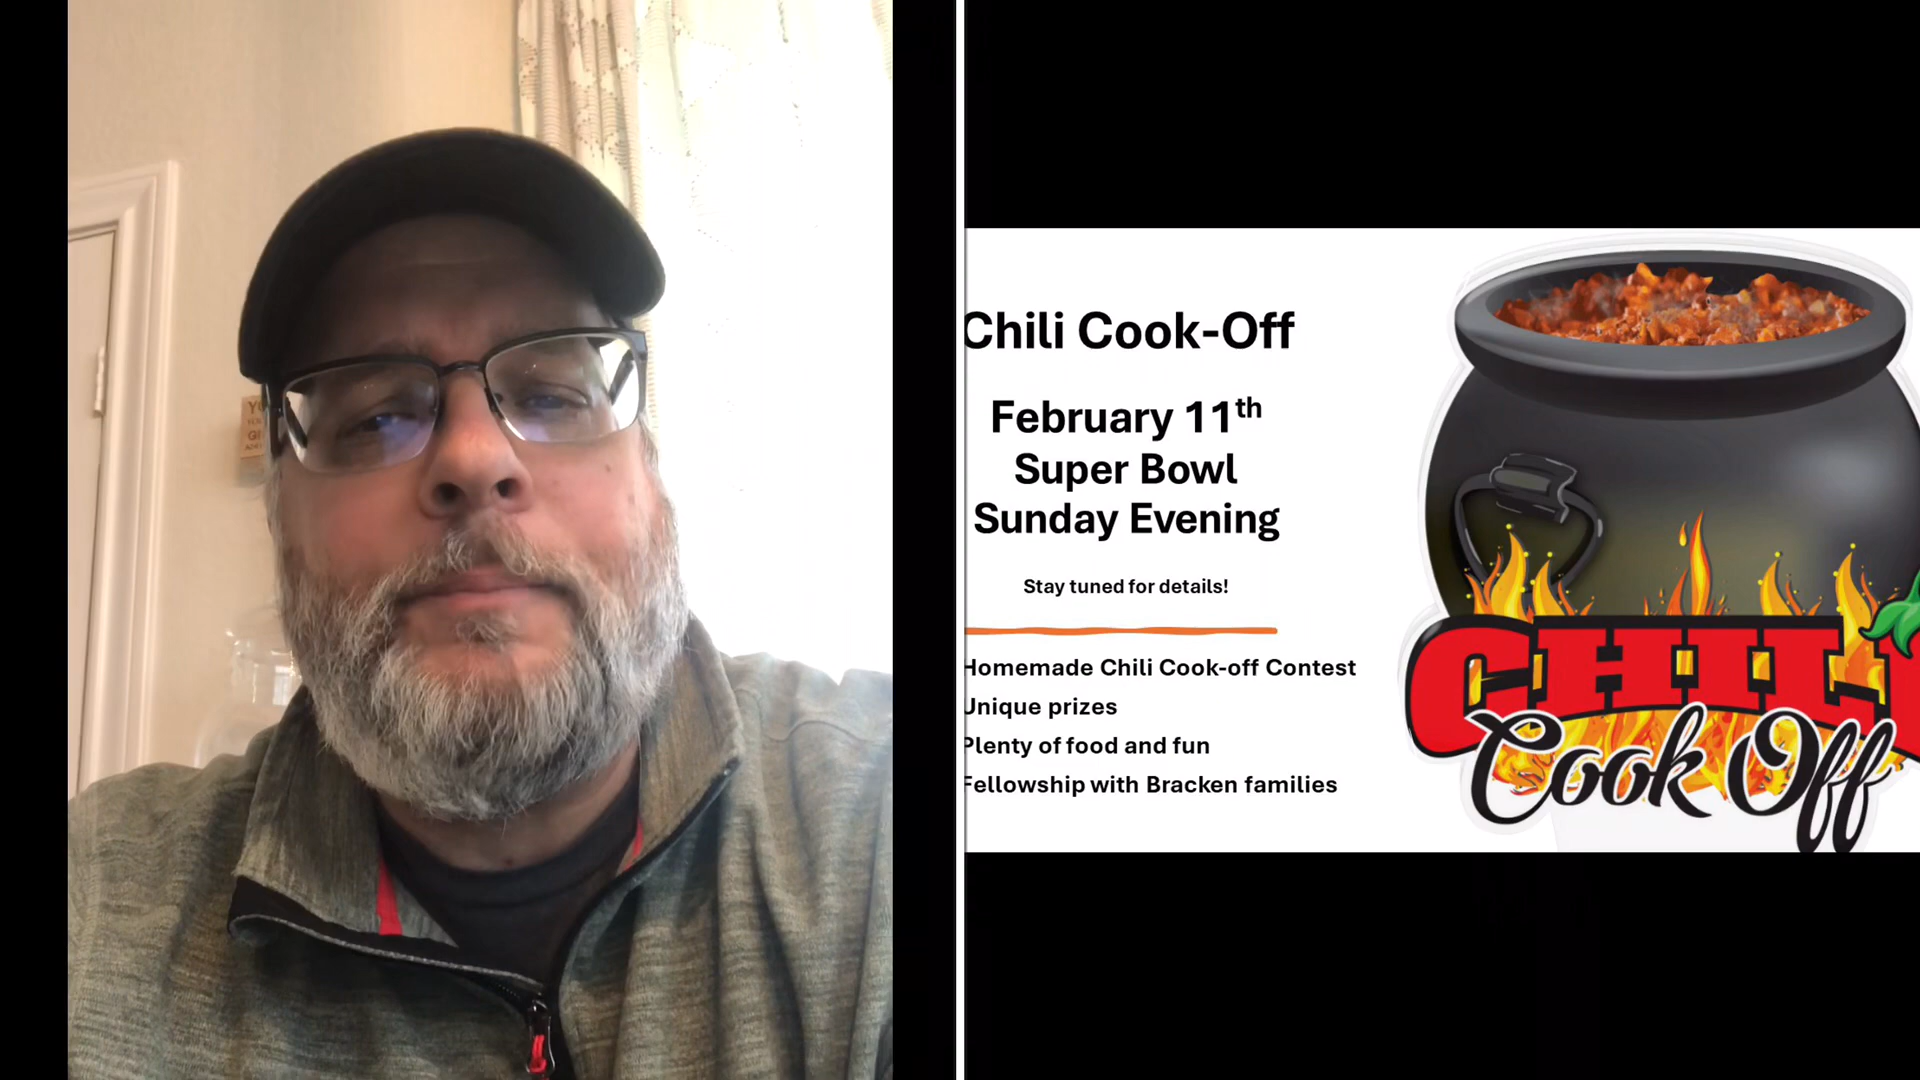 Chili Cook-Off
February 11th
Super Bowl
Sunday Evening
Stay tuned for details!
Homemade Chili Cook-off Contest
Unique prizes
Plenty of food and fun
Fellowship with Bracken families
CHILI
Cook Off